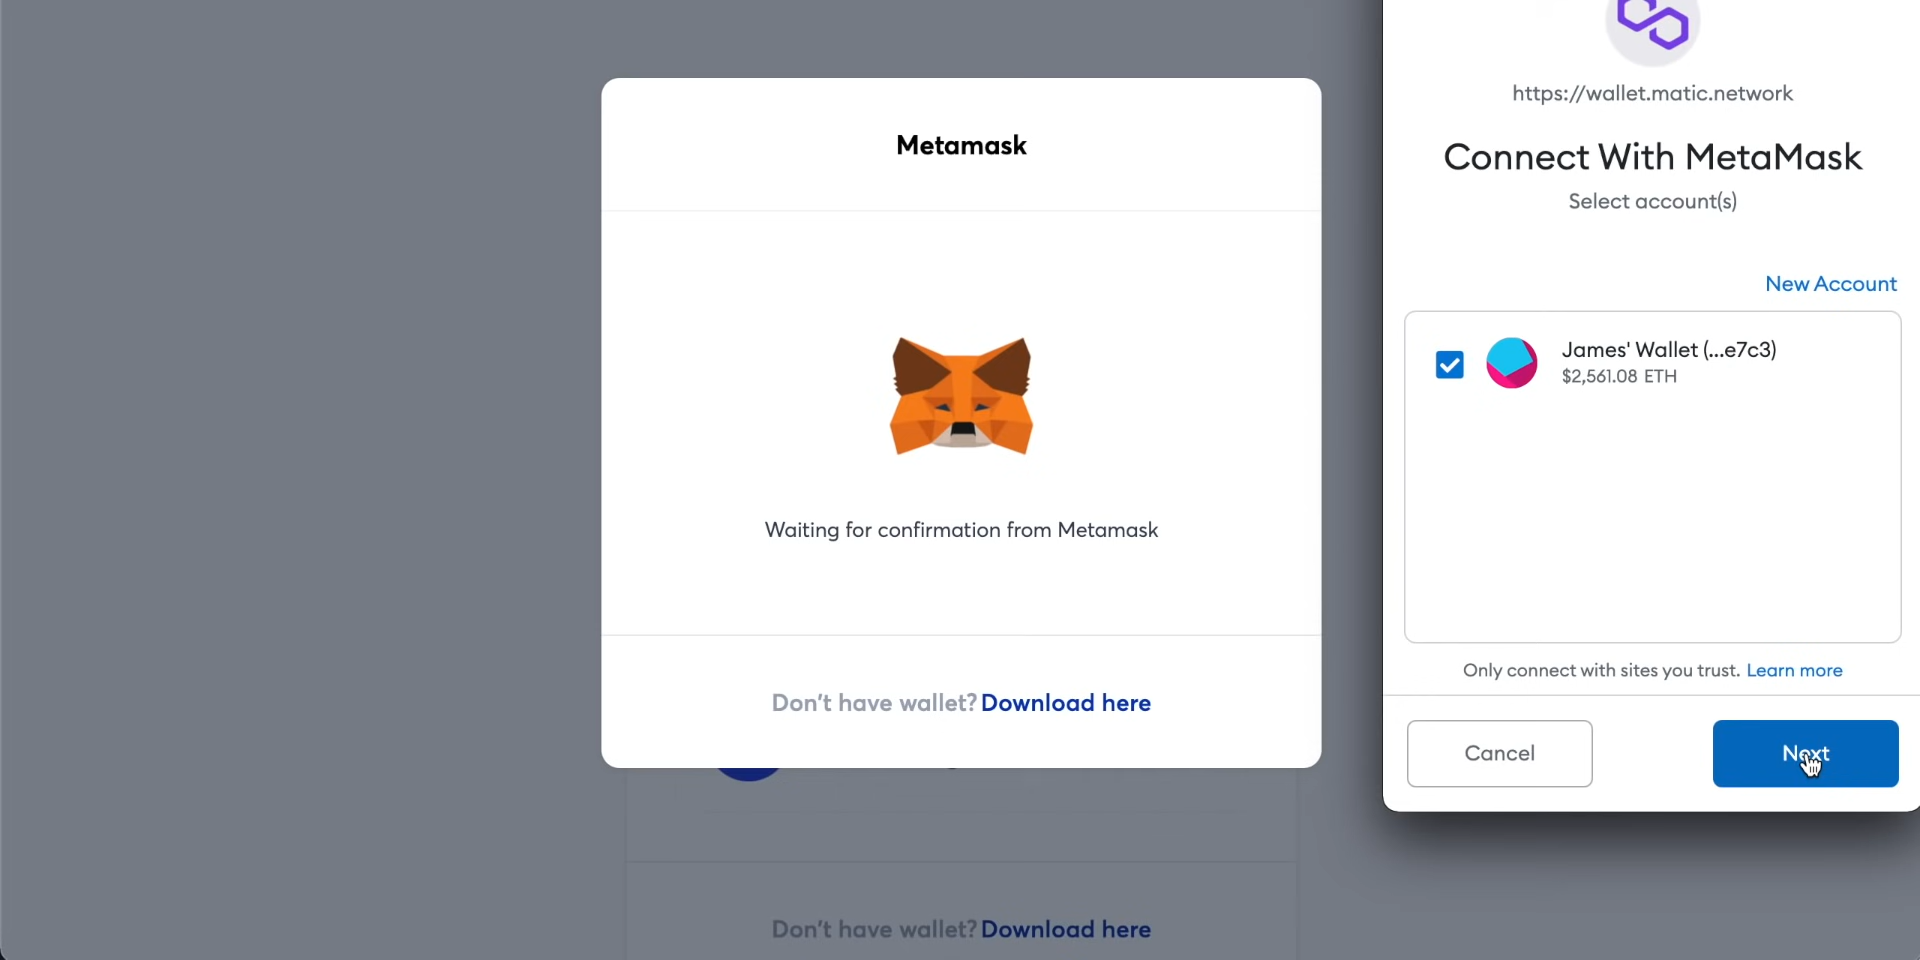 Metamask
Waiting for confirmation from Metamask
Don't have wallet? Download here
Don't have wallet? Download here
https://wallet.matic.network
Connect With MetaMask
Select account(s)
New Account
James' Wallet (...e7c3)
$2,561.08 ETH
Only connect with sites you trust. Learn more
Cancel
Next